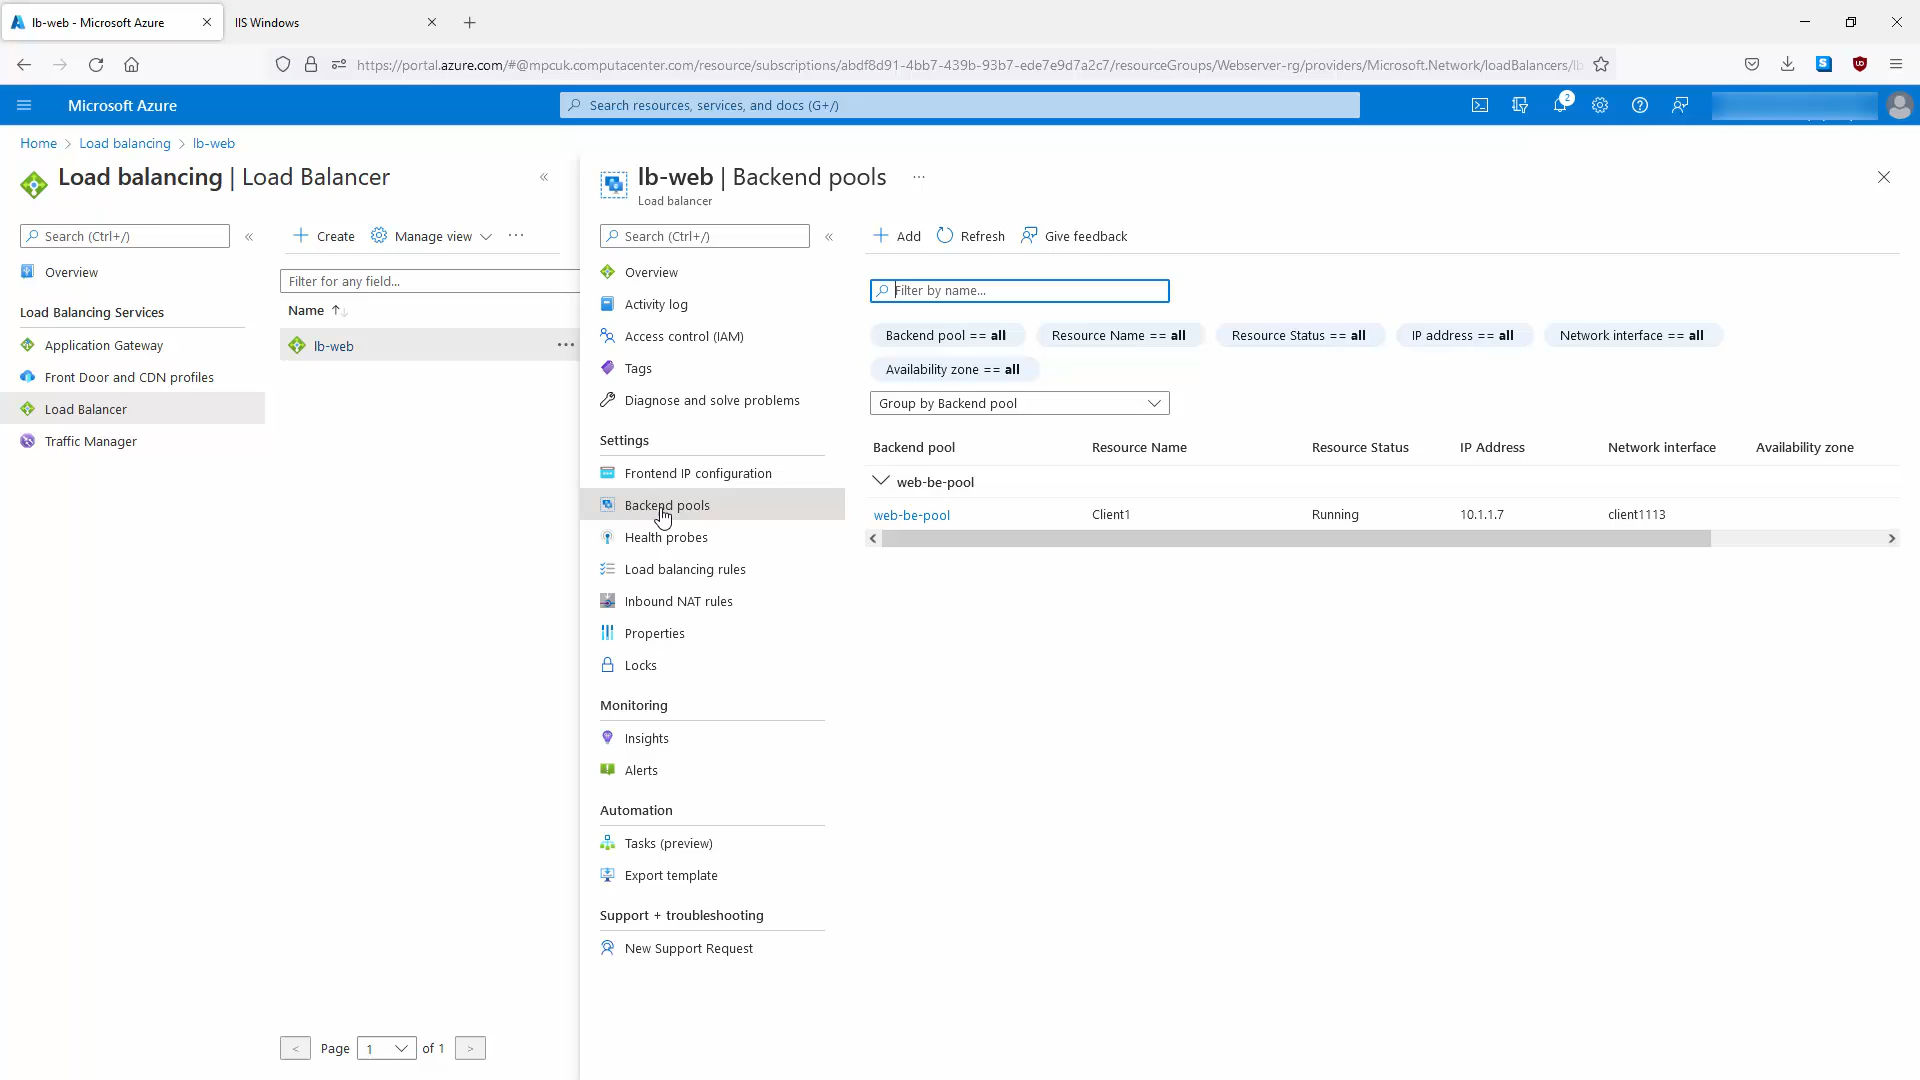 lb-web - Microsoft Azure
IIS Windows
https://portal.azure.com/#@mpcuk.computacenter.com/resource/subscriptions/abdf8d91-4bb7-439b-93b7-ede7e9d7a2c7/resourceGroups/Webserver-rg/providers/Microsoft.Network/loadBalancers/lb
Microsoft Azure
Search resources, services, and docs (G+/)
2
Home > Load balancing > lb-web
Load balancing | Load Balancer
Search (Ctrl+/)
Overview
Load Balancing Services
Application Gateway
Front Door and CDN profiles
Load Balancer
Traffic Manager
Create
Manage view
Filter for any field...
Name
lb-web
< Page 1 of 1 >
lb-web | Backend pools
Load balancer
Search (Ctrl+/)
Overview
Activity log
Access control (IAM)
Tags
Diagnose and solve problems
Settings
Frontend IP configuration
Backend pools
Health probes
Load balancing rules
Inbound NAT rules
Properties
Locks
Monitoring
Insights
Alerts
Automation
Tasks (preview)
Export template
Support + troubleshooting
New Support Request
Add Refresh Give feedback
Filter by name...
Backend pool == all Resource Name == all Resource Status == all IP address == all Network interface == all
Availability zone == all
Group by Backend pool
Backend pool Resource Name Resource Status IP Address Network interface Availability zone
web-be-pool
web-be-pool Client1 Running 10.1.1.7 client1113